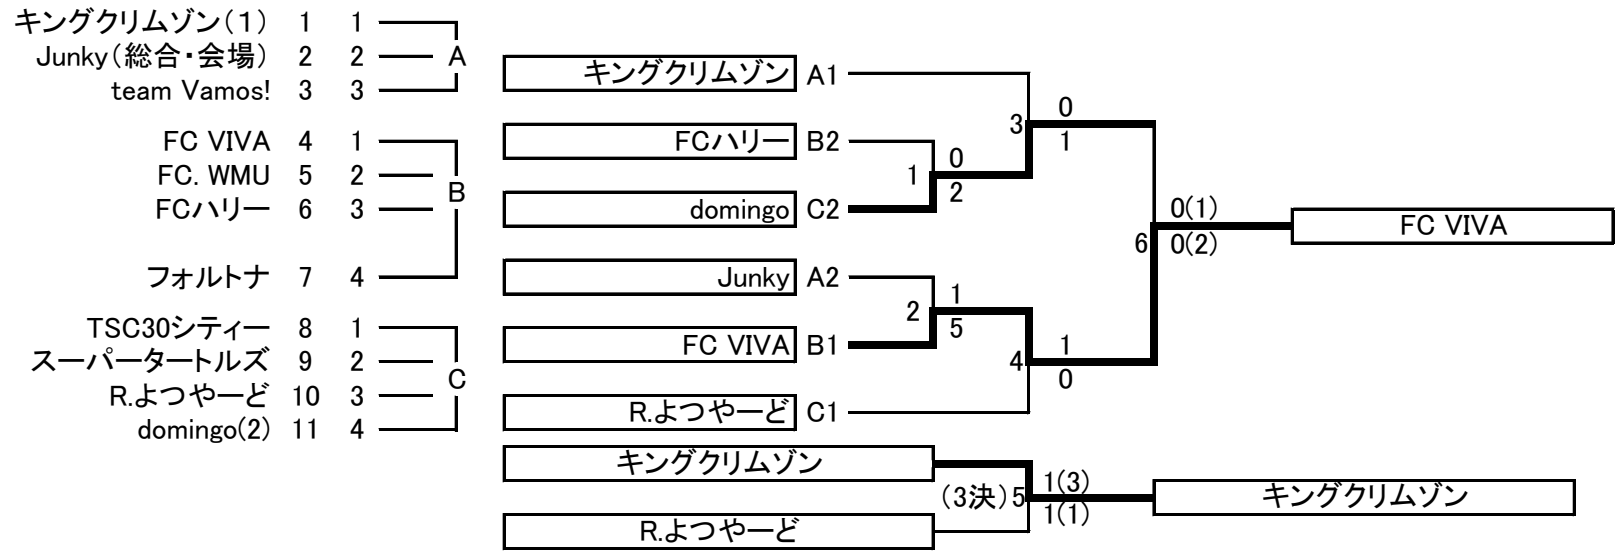 キングクリムゾン(１) 1 1
Junky(総合・会場) 2 2 A
team Vamos! 3 3
FC VIVA 4 1
FC. WMU 5 2
B
FCハリー 6 3
フォルトナ 7 4
TSC30シティー 8 1
スーパータートルズ 9 2
C
R.よつやーど 10 3
domingo(2) 11 4
キングクリムゾン A1
FCハリー B2
domingo C2
Junky A2
FC VIVA B1
R.よつやーど C1
1 0
2
2 1
5
3 0
1
4 1
0
6 0(1)
0(2)
FC VIVA
キングクリムゾン
R.よつやーど
(3決) 5 1(3)
1(1)
キングクリムゾン